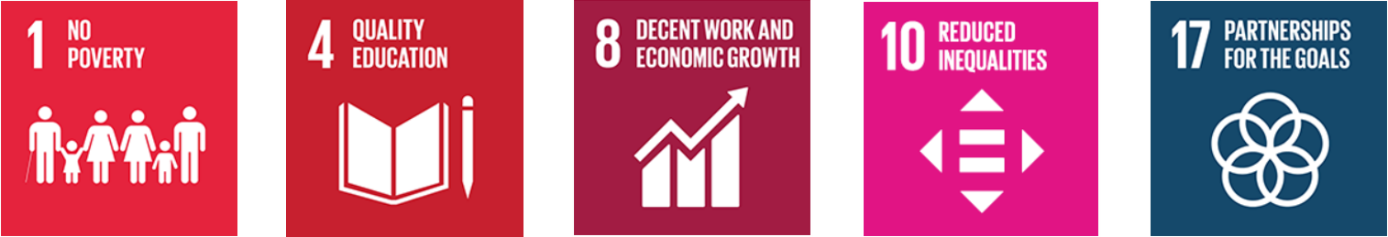 1 NO
POVERTY
4 QUALITY
EDUCATION
8 DECENT WORK AND
ECONOMIC GROWTH
10 REDUCED
INEQUALITIES
17 PARTNERSHIPS
FOR THE GOALS